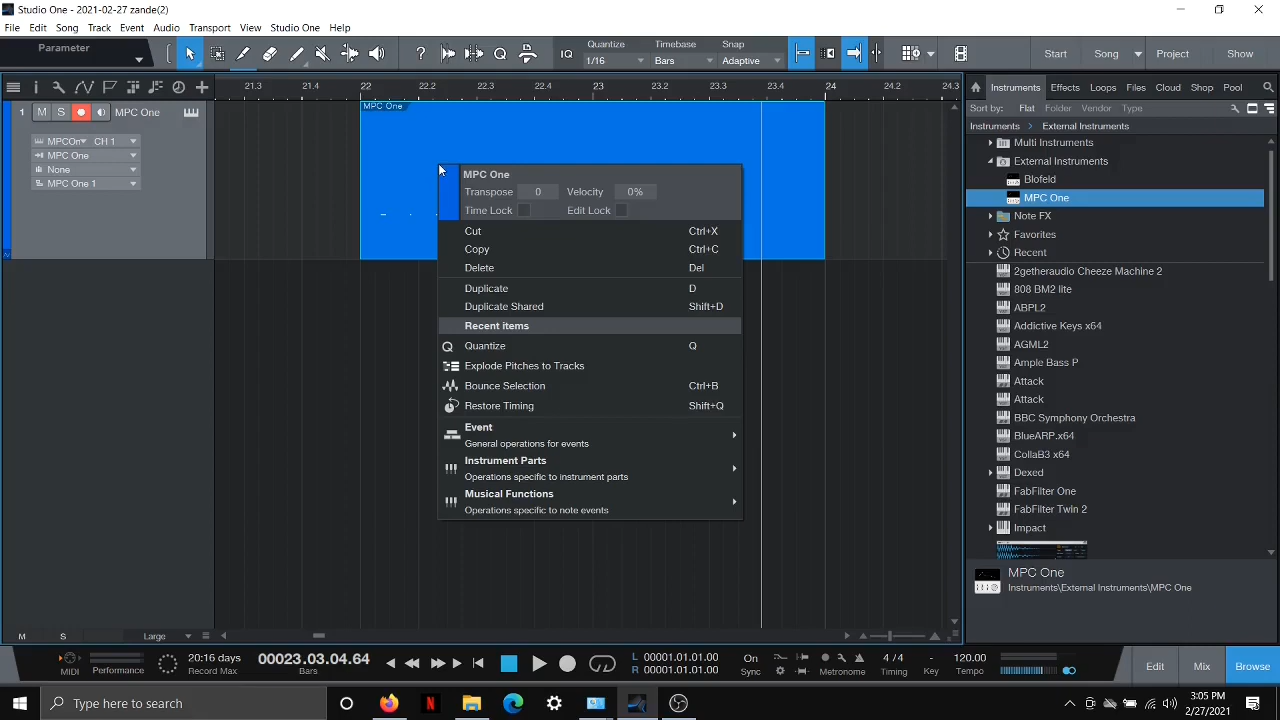 Studio One - 2021-02-27 zande(2)
File Edit Song Track Event Audio Transport View Studio One Help
Parameter
? IQ
Quantize 1/16
Timebase Bars
Snap Adaptive
Start Song Project Show
21.3 21.4 22 22.2 22.3 22.4 23 23.2 23.3 23.4 24 24.2 24.3
1 M S MPC One
MPCOn CH 1
MPC One
None
MPC One 1
MPC One
MPC One
Transpose 0 Velocity 0%
Time Lock Edit Lock
Cut Ctrl+X
Copy Ctrl+C
Delete Del
Duplicate D
Duplicate Shared Shift+D
Recent items
Quantize Q
Explode Pitches to Tracks
Bounce Selection Ctrl+B
Restore Timing Shift+Q
Event
General operations for events
Instrument Parts
Operations specific to instrument parts
Musical Functions
Operations specific to note events
Instruments Effects Loops Files Cloud Shop Pool
Sort by: Flat Folder Vendor Type
Instruments External Instruments
Multi Instruments
External Instruments
Blofeld
MPC One
Note FX
Favorites
Recent
2getheraudio Cheeze Machine 2
808 BM2 lite
ABPL2
Addictive Keys x64
AGML2
Ample Bass P
Attack
Attack
BBC Symphony Orchestra
BlueARP.x64
CollaB3 x64
Dexed
FabFilter One
FabFilter Twin 2
Impact
MPC One
Instruments\External Instruments\MPC One
M S Large
MIDI Performance
20:16 days
Record Max
00023.03.04.64
Bars
L 00001.01.01.00
R 00001.01.01.00
On
Sync
Metronome
4 / 4
Timing
-
Key
120.00
Tempo
Edit Mix Browse
Type here to search
3:05 PM
2/27/2021